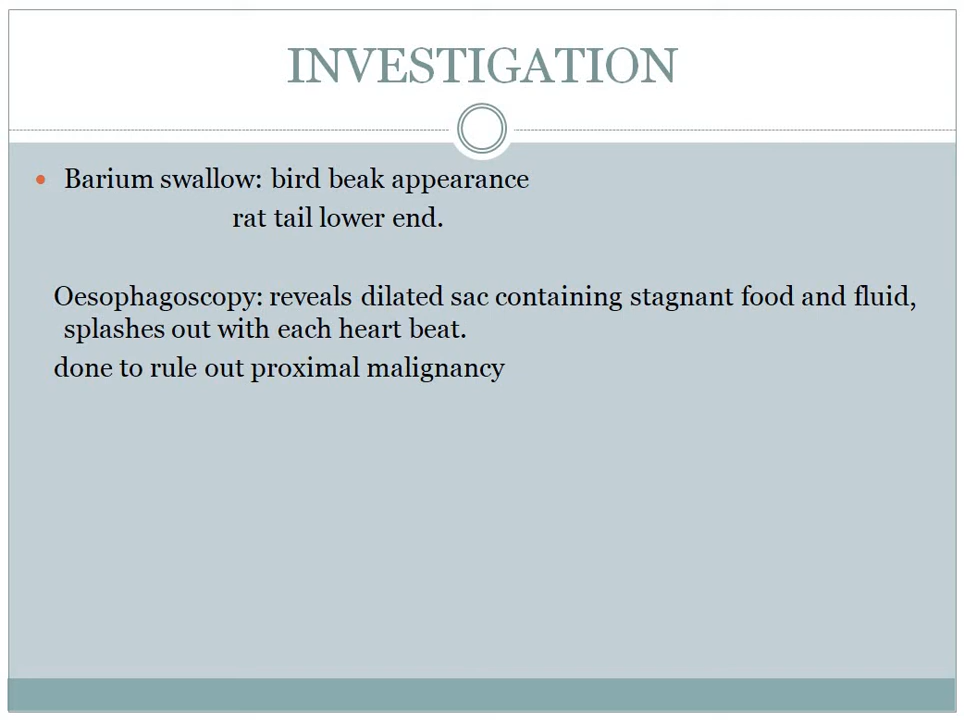 INVESTIGATION
• Barium swallow: bird beak appearance
rat tail lower end.
Oesophagoscopy: reveals dilated sac containing stagnant food and fluid,
splashes out with each heart beat.
done to rule out proximal malignancy